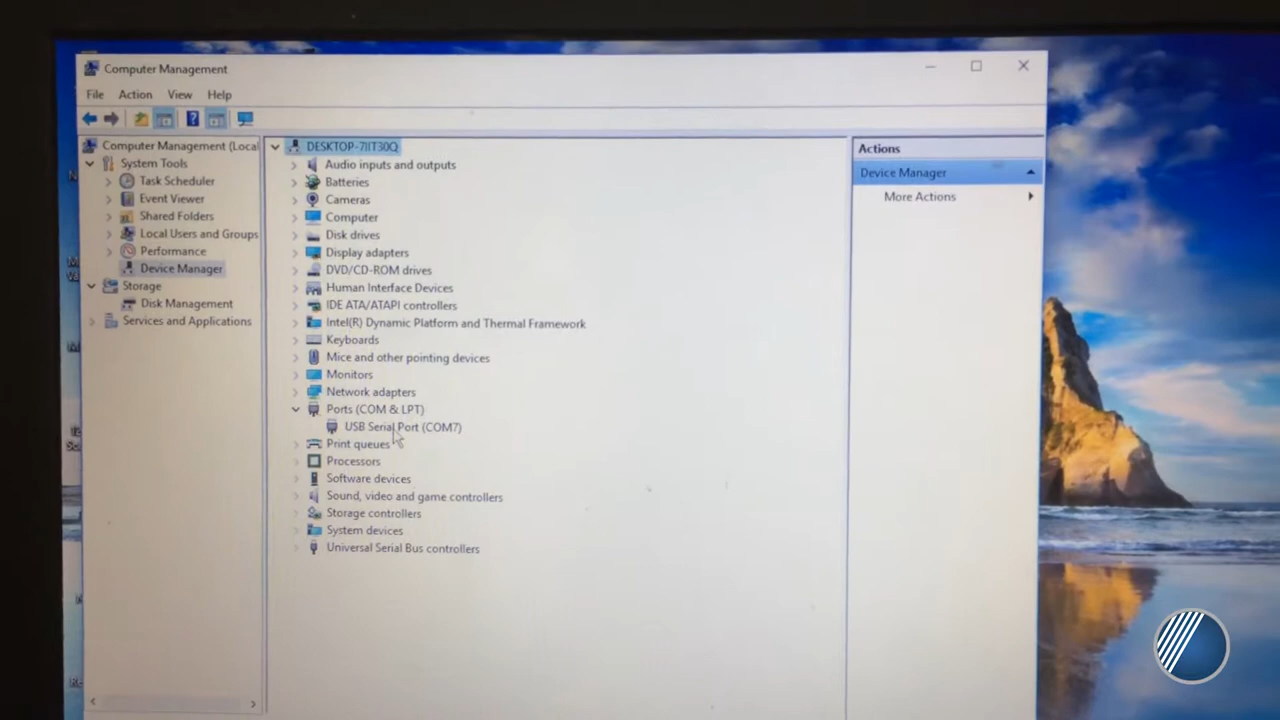 Computer Management
File Action View Help
Computer Management (Local
System Tools
Task Scheduler
Event Viewer
Shared Folders
Local Users and Groups
Performance
Device Manager
Storage
Disk Management
Services and Applications
DESKTOP-7IIT30Q
Audio inputs and outputs
Batteries
Cameras
Computer
Disk drives
Display adapters
DVD/CD-ROM drives
Human Interface Devices
IDE ATA/ATAPI controllers
Intel(R) Dynamic Platform and Thermal Framework
Keyboards
Mice and other pointing devices
Monitors
Network adapters
Ports (COM & LPT)
USB Serial Port (COM7)
Print queues
Processors
Software devices
Sound, video and game controllers
Storage controllers
System devices
Universal Serial Bus controllers
Actions
Device Manager
More Actions